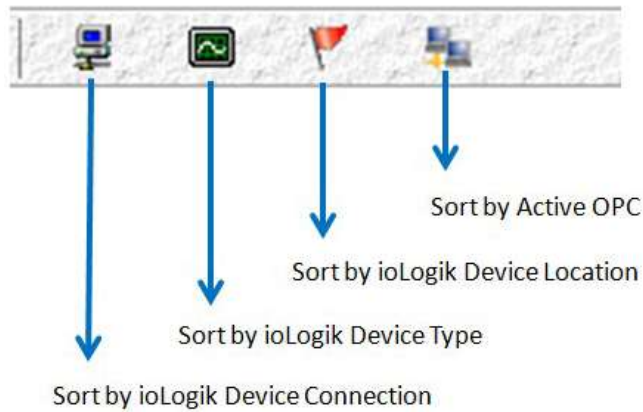 Sort by Active OPC
Sort by ioLogik Device Location
Sort by ioLogik Device Type
Sort by ioLogik Device Connection